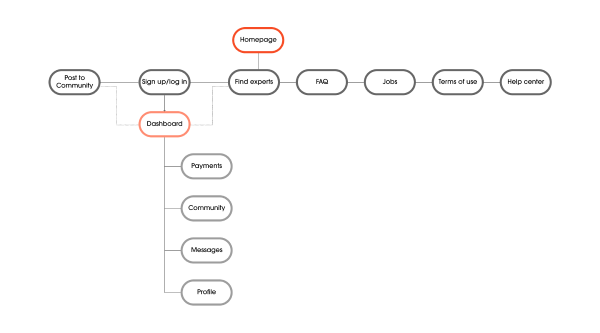 Homepage
Post to
Community
Sign up/log in
Find experts
FAQ
Jobs
Terms of use
Help center
Dashboard
Payments
Community
Messages
Profile